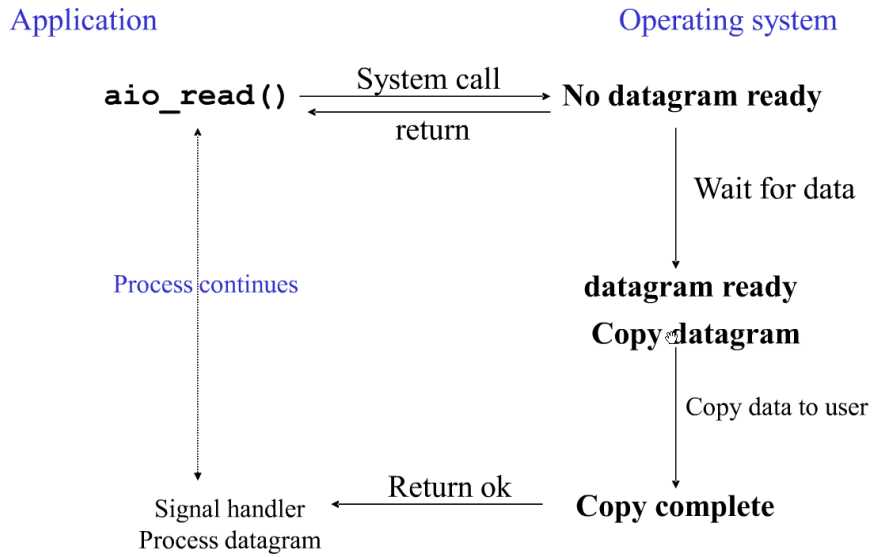 Application
Operating system
aio_read()
System call
No datagram ready
return
Wait for data
Process continues
datagram ready
Copy datagram
Copy data to user
Return ok
Copy complete
Signal handler
Process datagram